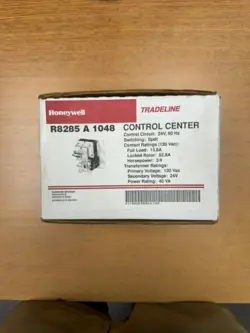 Honeywell
TRADELINE
R8285 A 1048
CONTROL CENTER
Control Circuit: 24V, 60 Hz
Switching: Spdt
Contact Ratings (120 Vac):
Full Load: 13.8A
Locked Rotor: 82.8A
Horsepower: 3/4
Transformer Ratings:
Primary Voltage: 120 Vac
Secondary Voltage: 24V
Power Rating: 40 VA